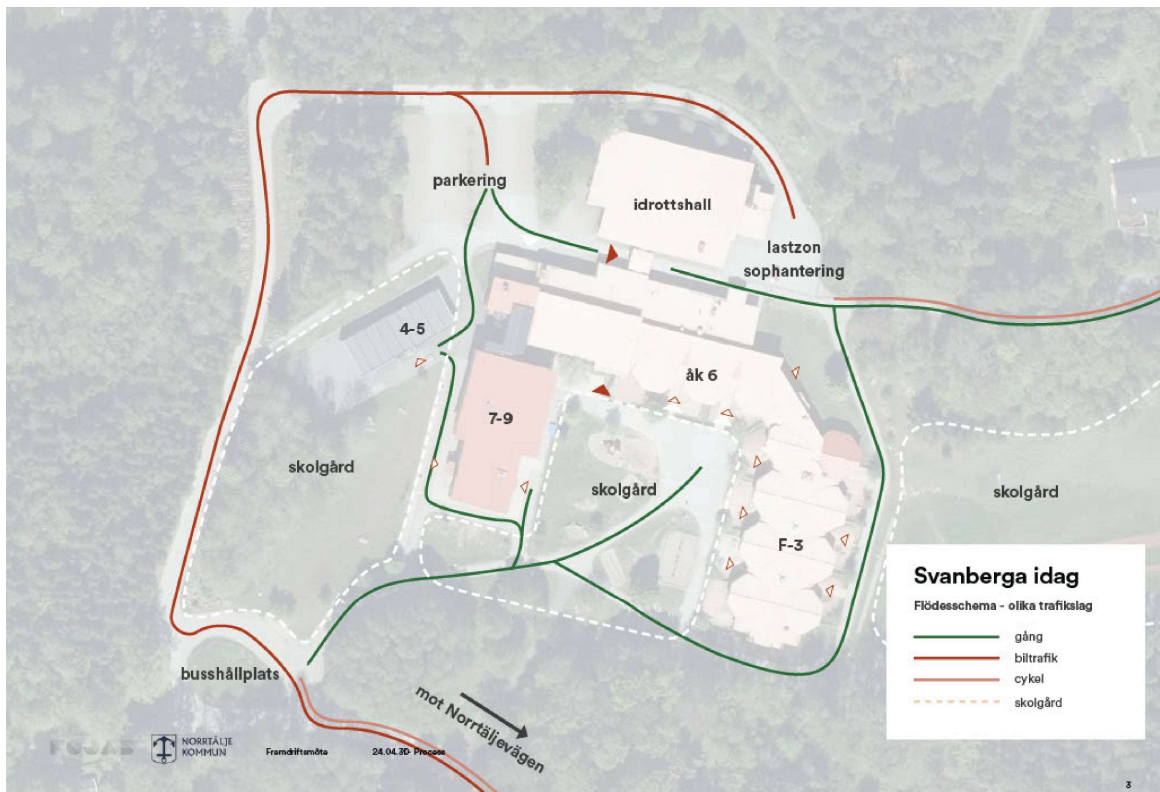 parkering
idrottshall
lastzon
sophantering
4-5
åk 6
7-9
skolgård
skolgård
skolgård
F-3
busshållplats
mot Norrtäljevägen
Svanberga idag
Flödesschema - olika trafikslag
gång
biltrafik
cykel
skolgård
FOJAB
NORRTÄLJE
KOMMUN
Framdriftsmöte
24.04.30- Process
3